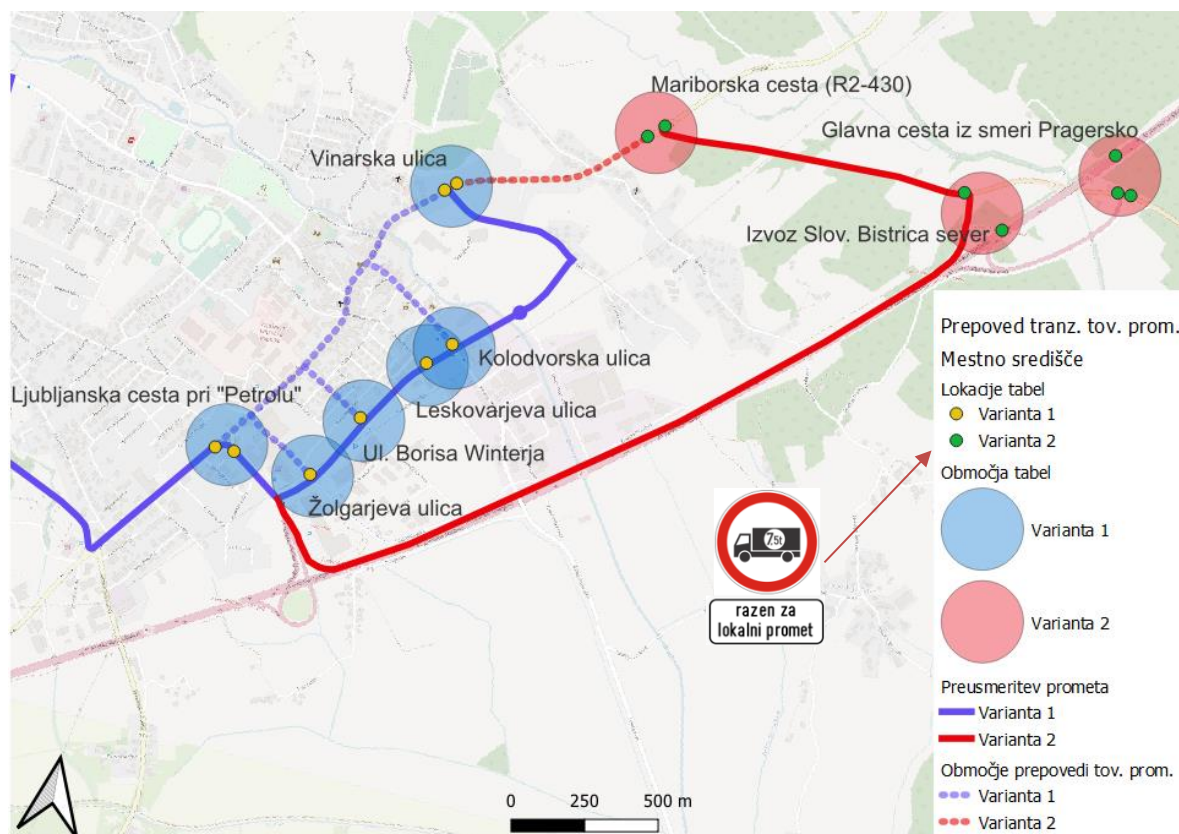 Mariborska cesta (R2-430)
Glavna cesta iz smeri Pragersko
Vinarska ulica
Izvoz Slov. Bistrica sever
Kolodvorska ulica
Ljubljanska cesta pri "Petrolu"
Leskovarjeva ulica
Ul. Borisa Winterja
Žolgarjeva ulica
7,5t
razen za
lokalni promet
Prepoved tranz. tov. prom.
Mestno središče
Lokacije tabel
Varianta 1
Varianta 2
Območja tabel
Varianta 1
Varianta 2
Preusmeritev prometa
Varianta 1
Varianta 2
Območje prepovedi tov. prom.
Varianta 1
Varianta 2
0 250 500 m